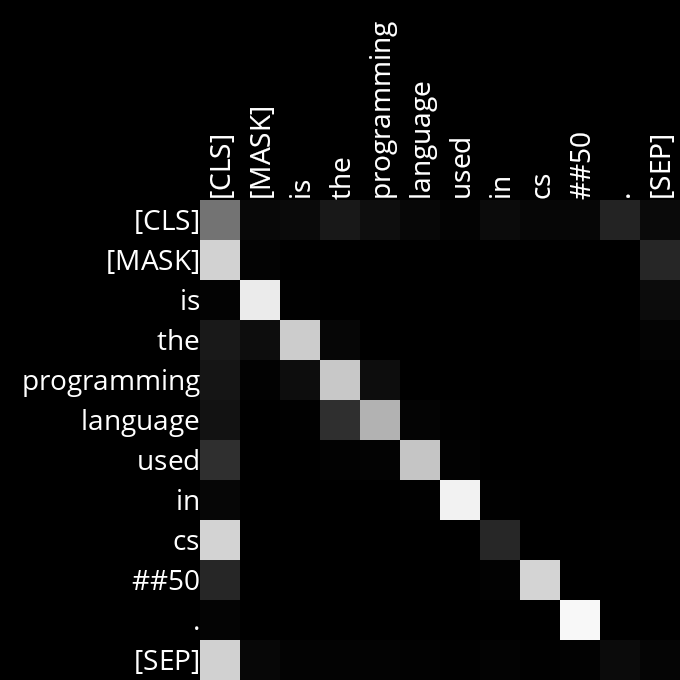 [CLS]
[MASK]
is
the
programming
language
used
in
cs
##50
.
[SEP]
[CLS]
[MASK]
is
the
programming
language
used
in
cs
##50
.
[SEP]